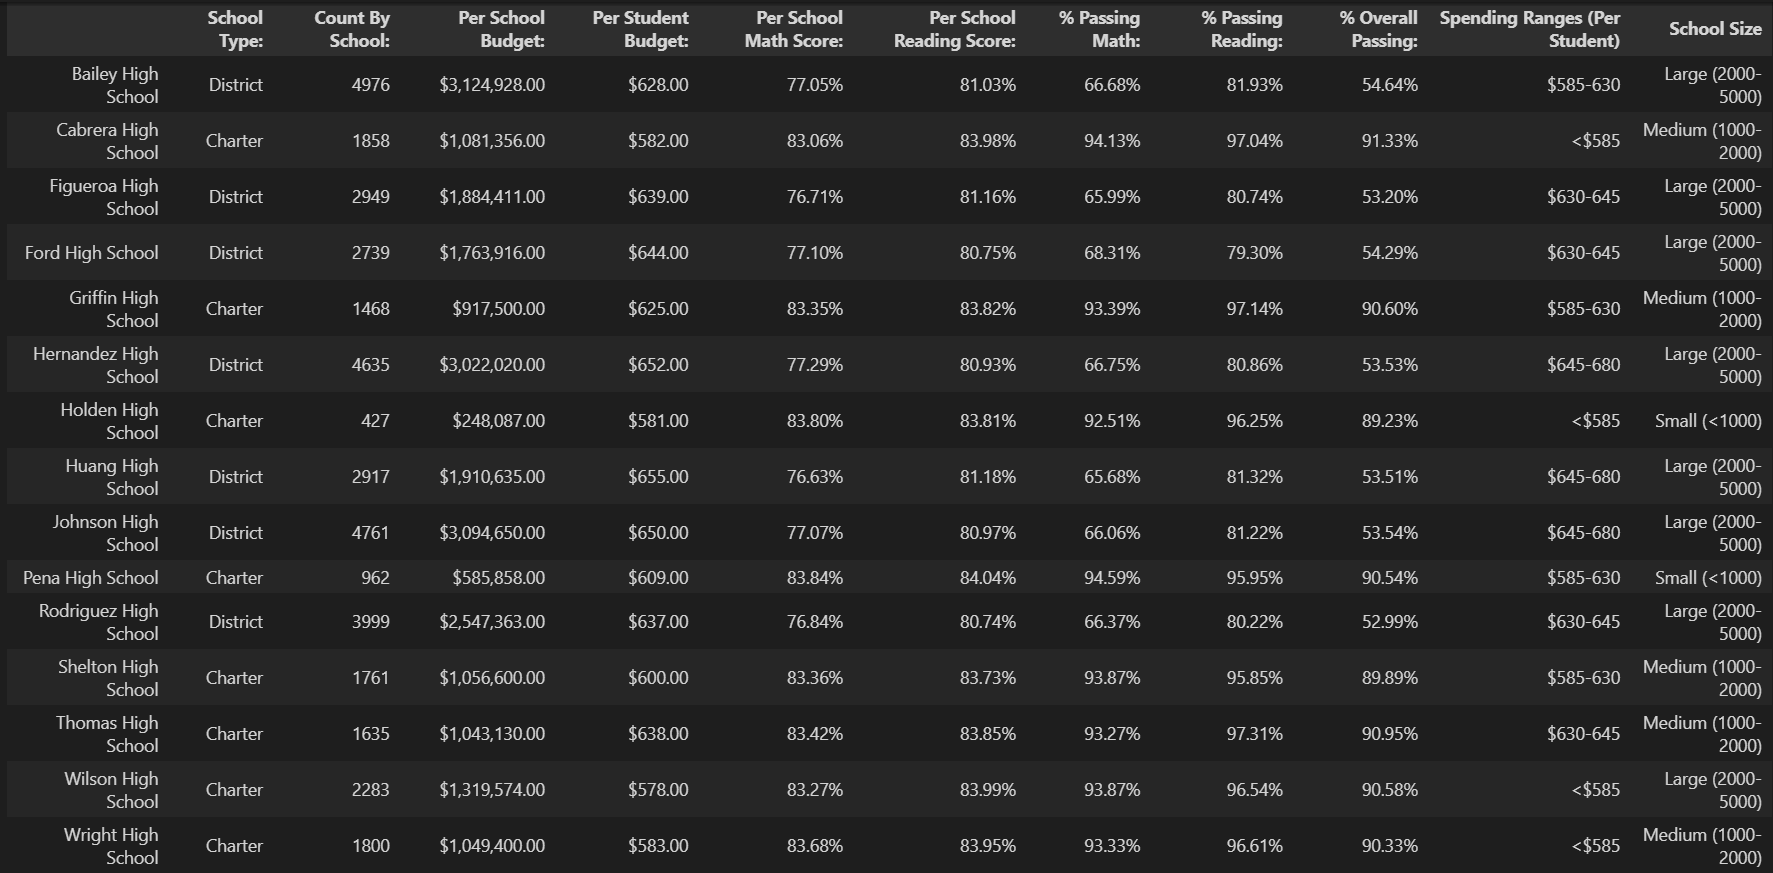 School Type: Count By School: Per School Budget: Per Student Budget: Per School Math Score: Per School Reading Score: % Passing Math: % Passing Reading: % Overall Passing: Spending Ranges (Per Student) School Size
Bailey High School District 4976 $3,124,928.00 $628.00 77.05% 81.03% 66.68% 81.93% 54.64% $585-630 Large (2000-5000)
Cabrera High School Charter 1858 $1,081,356.00 $582.00 83.06% 83.98% 94.13% 97.04% 91.33% <$585 Medium (1000-2000)
Figueroa High School District 2949 $1,884,411.00 $639.00 76.71% 81.16% 65.99% 80.74% 53.20% $630-645 Large (2000-5000)
Ford High School District 2739 $1,763,916.00 $644.00 77.10% 80.75% 68.31% 79.30% 54.29% $630-645 Large (2000-5000)
Griffin High School Charter 1468 $917,500.00 $625.00 83.35% 83.82% 93.39% 97.14% 90.60% $585-630 Medium (1000-2000)
Hernandez High School District 4635 $3,022,020.00 $652.00 77.29% 80.93% 66.75% 80.86% 53.53% $645-680 Large (2000-5000)
Holden High School Charter 427 $248,087.00 $581.00 83.80% 83.81% 92.51% 96.25% 89.23% <$585 Small (<1000)
Huang High School District 2917 $1,910,635.00 $655.00 76.63% 81.18% 65.68% 81.32% 53.51% $645-680 Large (2000-5000)
Johnson High School District 4761 $3,094,650.00 $650.00 77.07% 80.97% 66.06% 81.22% 53.54% $645-680 Large (2000-5000)
Pena High School Charter 962 $585,858.00 $609.00 83.84% 84.04% 94.59% 95.95% 90.54% $585-630 Small (<1000)
Rodriguez High School District 3999 $2,547,363.00 $637.00 76.84% 80.74% 66.37% 80.22% 52.99% $630-645 Large (2000-5000)
Shelton High School Charter 1761 $1,056,600.00 $600.00 83.36% 83.73% 93.87% 95.85% 89.89% $585-630 Medium (1000-2000)
Thomas High School Charter 1635 $1,043,130.00 $638.00 83.42% 83.85% 93.27% 97.31% 90.95% $630-645 Medium (1000-2000)
Wilson High School Charter 2283 $1,319,574.00 $578.00 83.27% 83.99% 93.87% 96.54% 90.58% <$585 Large (2000-5000)
Wright High School Charter 1800 $1,049,400.00 $583.00 83.68% 83.95% 93.33% 96.61% 90.33% <$585 Medium (1000-2000)